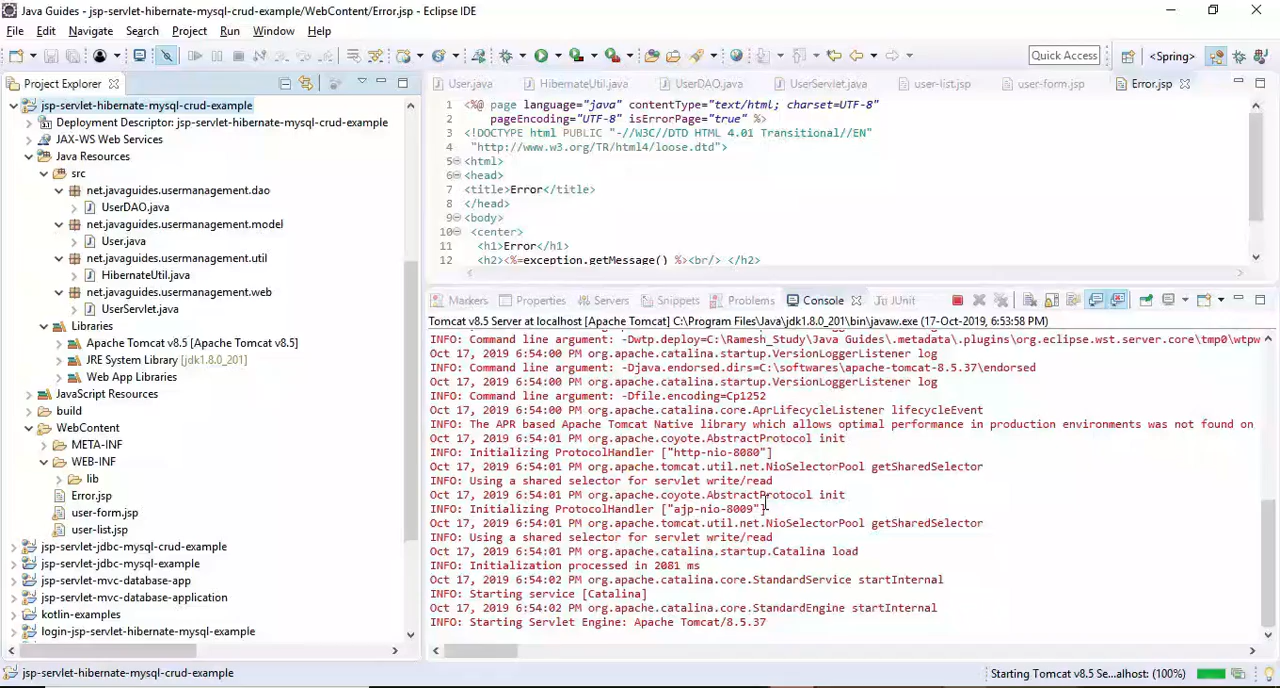 Java Guides - jsp-servlet-hibernate-mysql-crud-example/WebContent/Error.jsp - Eclipse IDE
File Edit Navigate Search Project Run Window Help
Quick Access
<Spring>
Project Explorer
jsp-servlet-hibernate-mysql-crud-example
Deployment Descriptor: jsp-servlet-hibernate-mysql-crud-example
JAX-WS Web Services
Java Resources
src
net.javaguides.usermanagement.dao
UserDAO.java
net.javaguides.usermanagement.model
User.java
net.javaguides.usermanagement.util
HibernateUtil.java
net.javaguides.usermanagement.web
UserServlet.java
Libraries
Apache Tomcat v8.5 [Apache Tomcat v8.5]
JRE System Library [jdk1.8.0_201]
Web App Libraries
JavaScript Resources
build
WebContent
META-INF
WEB-INF
lib
Error.jsp
user-form.jsp
user-list.jsp
jsp-servlet-jdbc-mysql-crud-example
jsp-servlet-jdbc-mysql-crud-example
jsp-servlet-mvc-database-app
jsp-servlet-mvc-database-application
kotlin-examples
login-jsp-servlet-hibernate-mysql-example
User.java HibernateUtil.java UserDAO.java UserServlet.java user-list.jsp user-form.jsp Error.jsp
1 <%@ page language="java" contentType="text/html; charset=UTF-8"
2 pageEncoding="UTF-8" isErrorPage="true" %>
3 <!DOCTYPE html PUBLIC "-//W3C//DTD HTML 4.01 Transitional//EN"
4 "http://www.w3.org/TR/html4/loose.dtd">
5 <html>
6 <head>
7 <title>Error</title>
8 </head>
9 <body>
10 <center>
11 <h1>Error</h1>
12 <h2><%=exception.getMessage() %><br/> </h2>
Markers Properties Servers Snippets Problems Console JUnit
Tomcat v8.5 Server at localhost [Apache Tomcat] C:\Program Files\Java\jdk1.8.0_201\bin\javaw.exe (17-Oct-2019, 6:53:58 PM)
INFO: Command line argument: -Dwtp.deploy=C:\Ramesh_Study\Java Guides\.metadata\.plugins\org.eclipse.wst.server.core\tmp0\wtpw
Oct 17, 2019 6:54:00 PM org.apache.catalina.startup.VersionLoggerListener log
INFO: Command line argument: -Djava.endorsed.dirs=C:\softwares\apache-tomcat-8.5.37\endorsed
Oct 17, 2019 6:54:00 PM org.apache.catalina.startup.VersionLoggerListener log
INFO: Command line argument: -Dfile.encoding=Cp1252
Oct 17, 2019 6:54:00 PM org.apache.catalina.core.AprLifecycleListener lifecycleEvent
INFO: The APR based Apache Tomcat Native library which allows optimal performance in production environments was not found on
Oct 17, 2019 6:54:01 PM org.apache.coyote.AbstractProtocol init
INFO: Initializing ProtocolHandler ["http-nio-8080"]
Oct 17, 2019 6:54:01 PM org.apache.tomcat.util.net.NioSelectorPool getSharedSelector
INFO: Using a shared selector for servlet write/read
Oct 17, 2019 6:54:01 PM org.apache.coyote.AbstractProtocol init
INFO: Initializing ProtocolHandler ["ajp-nio-8009"]
Oct 17, 2019 6:54:01 PM org.apache.tomcat.util.net.NioSelectorPool getSharedSelector
INFO: Using a shared selector for servlet write/read
Oct 17, 2019 6:54:01 PM org.apache.catalina.startup.Catalina load
INFO: Initialization processed in 2081 ms
Oct 17, 2019 6:54:02 PM org.apache.catalina.core.StandardService startInternal
INFO: Starting service [Catalina]
Oct 17, 2019 6:54:02 PM org.apache.catalina.core.StandardEngine startInternal
INFO: Starting Servlet Engine: Apache Tomcat/8.5.37
jsp-servlet-hibernate-mysql-crud-example
Starting Tomcat v8.5 Se...alhost: (100%)